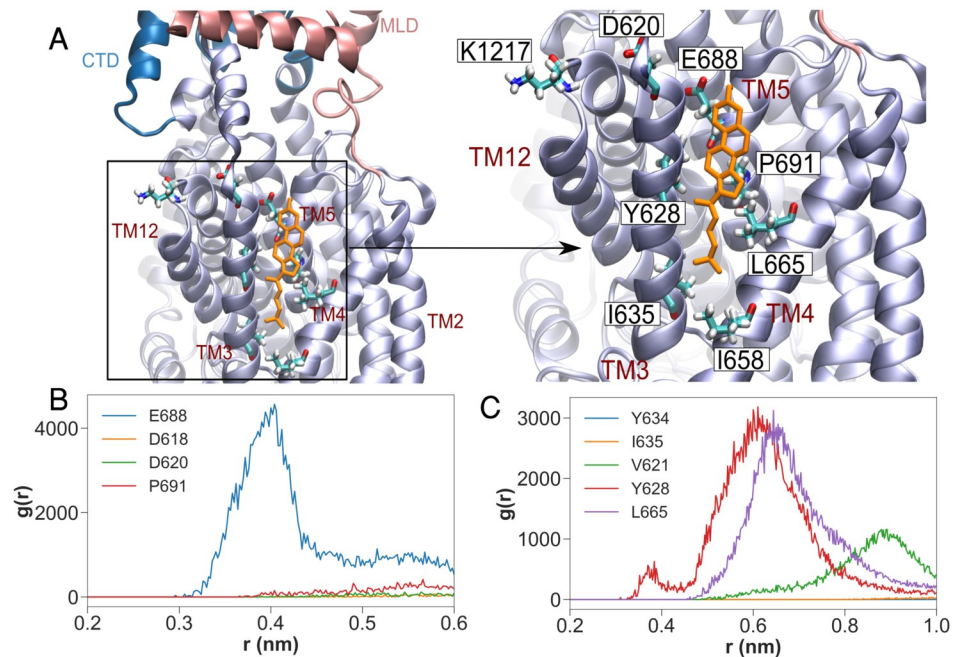 A
CTD
MLD
TM12
TM5
TM4
TM3
TM2
D620
K1217
E688
TM5
TM12
P691
Y628
L665
I635
TM4
I658
TM3
B
E688
D618
D620
P691
g(r)
4000
2000
0
0.2 0.3 0.4 0.5 0.6
r (nm)
C
Y634
I635
V621
Y628
L665
g(r)
3000
2000
1000
0
0.2 0.4 0.6 0.8 1.0
r (nm)